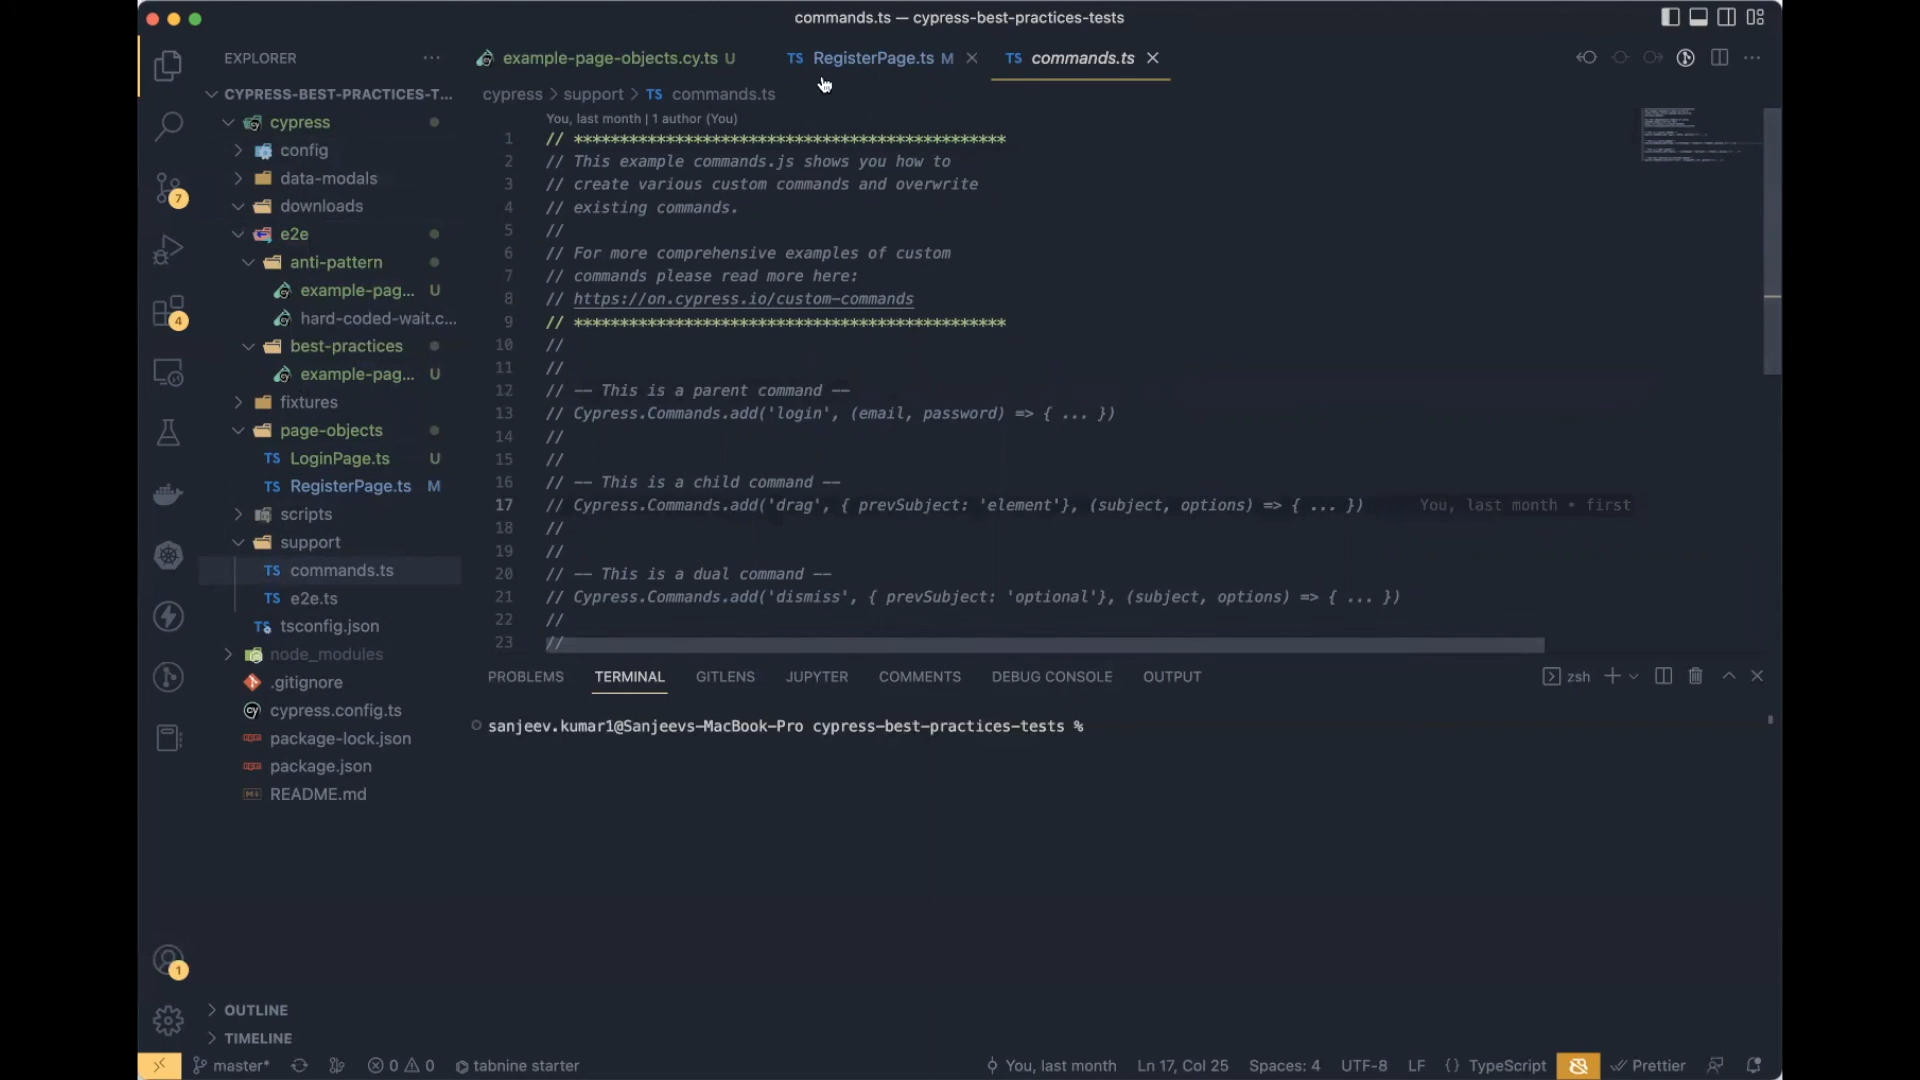 commands.ts — cypress-best-practices-tests
EXPLORER
example-page-objects.cy.ts U
TS RegisterPage.ts M
TS commands.ts
CYPRESS-BEST-PRACTICES-T...
cypress > support > TS commands.ts
cypress
config
data-modals
downloads
e2e
anti-pattern
example-pag... U
hard-coded-wait.c...
best-practices
example-pag... U
fixtures
page-objects
TS LoginPage.ts U
TS RegisterPage.ts M
scripts
support
TS commands.ts
TS e2e.ts
TS tsconfig.json
node_modules
.gitignore
cypress.config.ts
package-lock.json
package.json
README.md
OUTLINE
TIMELINE
7
4
1
You, last month | 1 author (You)
1 // ***********************************************
2 // This example commands.js shows you how to
3 // create various custom commands and overwrite
4 // existing commands.
5 //
6 // For more comprehensive examples of custom
7 // commands please read more here:
8 // https://on.cypress.io/custom-commands
9 // ***********************************************
10 //
11 //
12 // -- This is a parent command --
13 // Cypress.Commands.add('login', (email, password) => { ... })
14 //
15 //
16 // -- This is a child command --
17 // Cypress.Commands.add('drag', { prevSubject: 'element'}, (subject, options) => { ... }) You, last month • first
18 //
19 //
20 // -- This is a dual command --
21 // Cypress.Commands.add('dismiss', { prevSubject: 'optional'}, (subject, options) => { ... })
22 //
23 //
PROBLEMS TERMINAL GITLENS JUPYTER COMMENTS DEBUG CONSOLE OUTPUT zsh
sanjeev.kumar1@Sanjeevs-MacBook-Pro cypress-best-practices-tests %
master* 0 0 tabnine starter You, last month Ln 17, Col 25 Spaces: 4 UTF-8 LF {} TypeScript Prettier